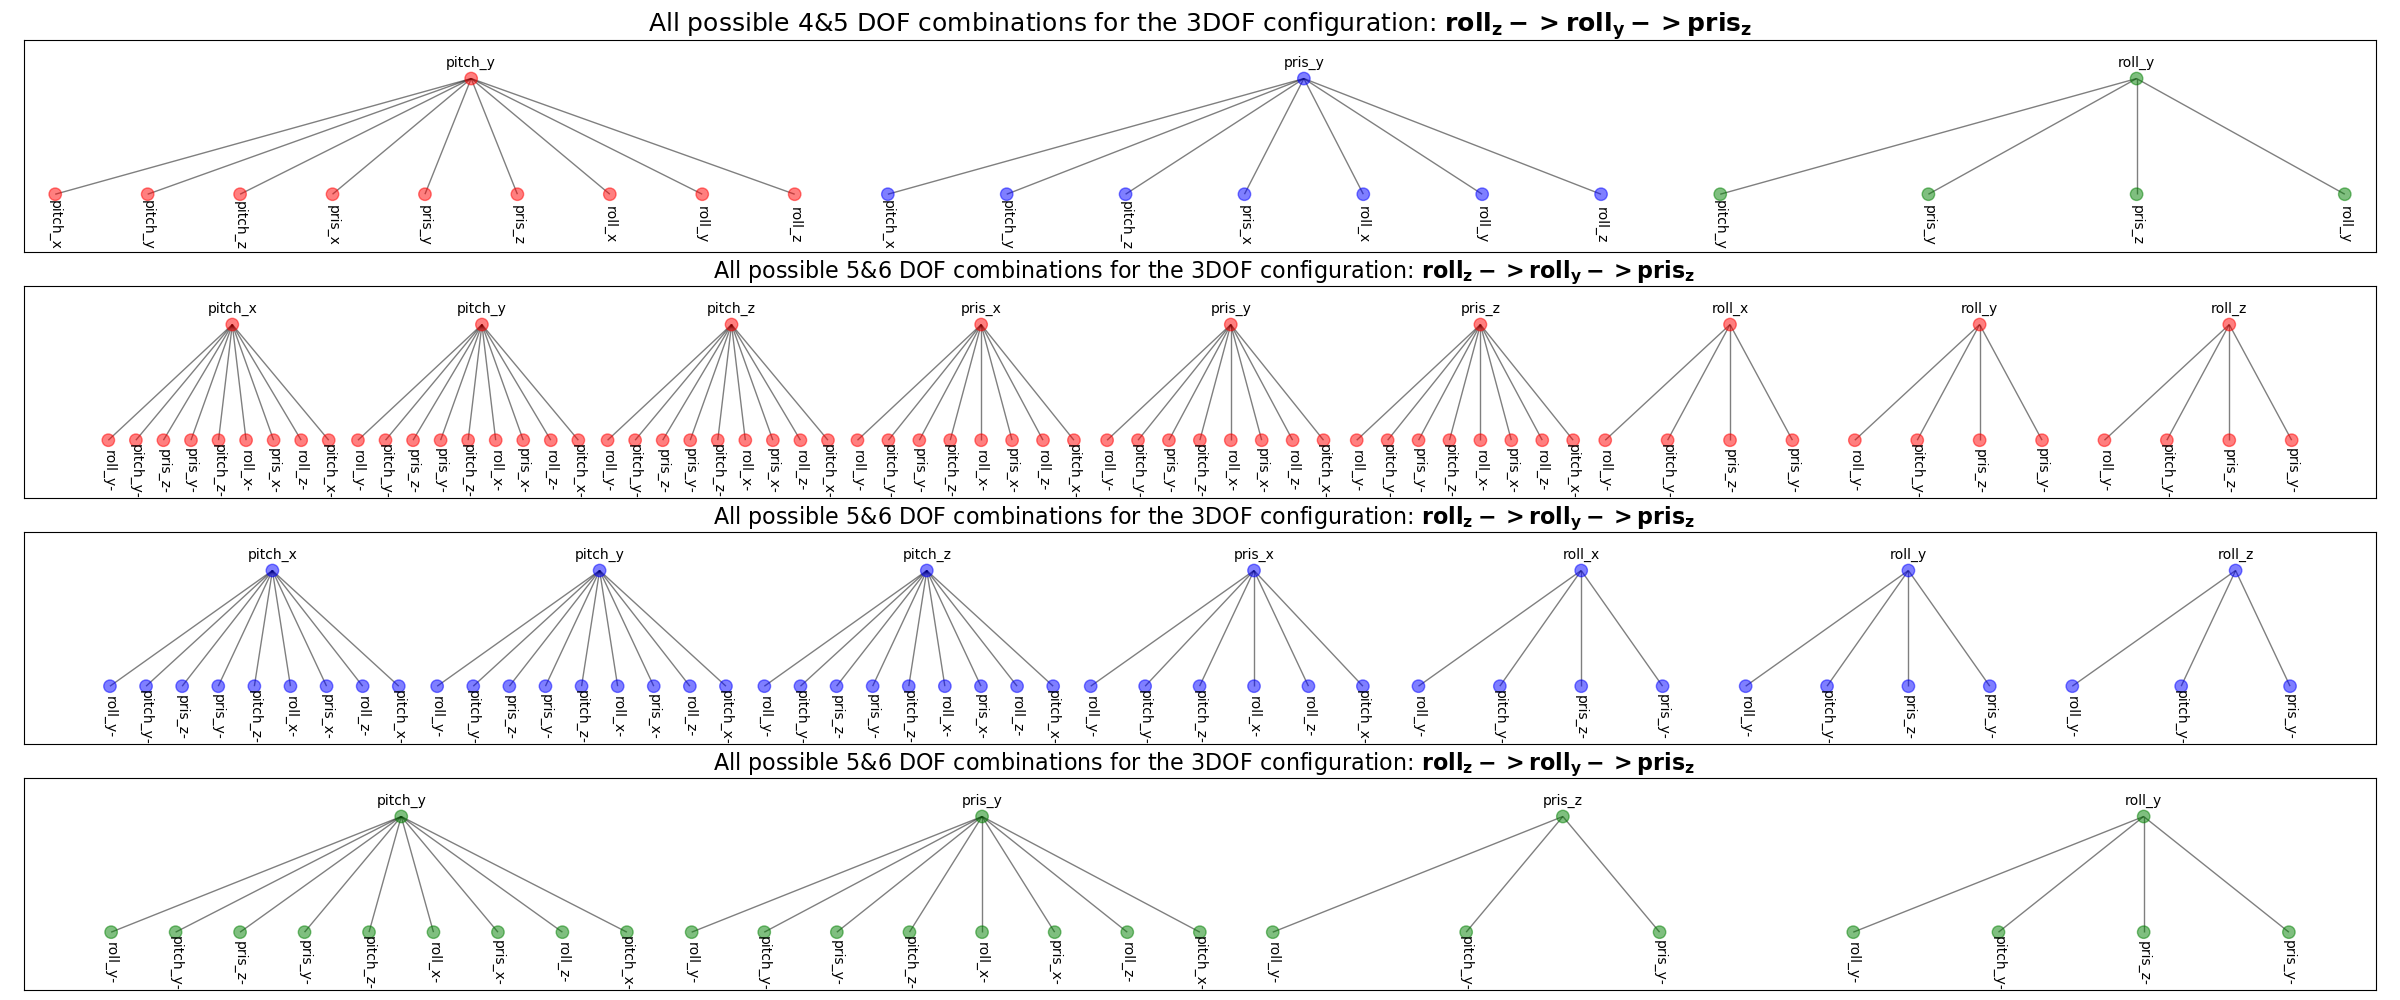 All possible 4&5 DOF combinations for the 3DOF configuration: roll_z − > roll_y − > pris_z
pitch_y pris_y roll_y
pitch_x pitch_y pitch_z pris_x pris_y pris_z roll_x roll_y roll_z pitch_x pitch_y pitch_z pris_x roll_x roll_y roll_z pitch_y pris_y pris_z roll_y
All possible 5&6 DOF combinations for the 3DOF configuration: roll_z − > roll_y − > pris_z
pitch_x pitch_y pitch_z pris_x pris_y pris_z roll_x roll_y roll_z
roll_y- pitch_y- pris_z- pris_y- pitch_z- roll_x- pris_x- roll_z- pitch_x- roll_y- pitch_y- pris_z- pris_y- pitch_z- roll_x- pris_x- roll_z- pitch_x- roll_y- pitch_y- pris_z- pris_y- pitch_z- roll_x- pris_x- roll_z- pitch_x- roll_y- pitch_y- pris_y- pitch_z- roll_x- pris_x- roll_z- pitch_x- roll_y- pitch_y- pris_y- pitch_z- roll_x- pris_x- roll_z- pitch_x- roll_y- pitch_y- pris_y- pitch_z- roll_x- pris_x- roll_z- pitch_x- roll_y- pitch_y- pris_z- pris_y- roll_y- pitch_y- pris_z- pris_y- roll_y- pitch_y- pris_z- pris_y-
All possible 5&6 DOF combinations for the 3DOF configuration: roll_z − > roll_y − > pris_z
pitch_x pitch_y pitch_z pris_x roll_x roll_y roll_z
roll_y- pitch_y- pris_z- pris_y- pitch_z- roll_x- pris_x- roll_z- pitch_x- roll_y- pitch_y- pris_z- pris_y- pitch_z- roll_x- pris_x- roll_z- pitch_x- roll_y- pitch_y- pris_z- pris_y- pitch_z- roll_x- pris_x- roll_z- pitch_x- roll_y- pitch_y- pitch_z- roll_x- roll_z- pitch_x- roll_y- pitch_y- pris_z- pris_y- roll_y- pitch_y- pris_z- pris_y- roll_y- pitch_y- pris_y-
All possible 5&6 DOF combinations for the 3DOF configuration: roll_z − > roll_y − > pris_z
pitch_y pris_y pris_z roll_y
roll_y- pitch_y- pris_z- pris_y- pitch_z- roll_x- pris_x- roll_z- pitch_x- roll_y- pitch_y- pris_y- pitch_z- roll_x- pris_x- roll_z- pitch_x- roll_y- pitch_y- pris_y- roll_y- pitch_y- pris_z- pris_y-